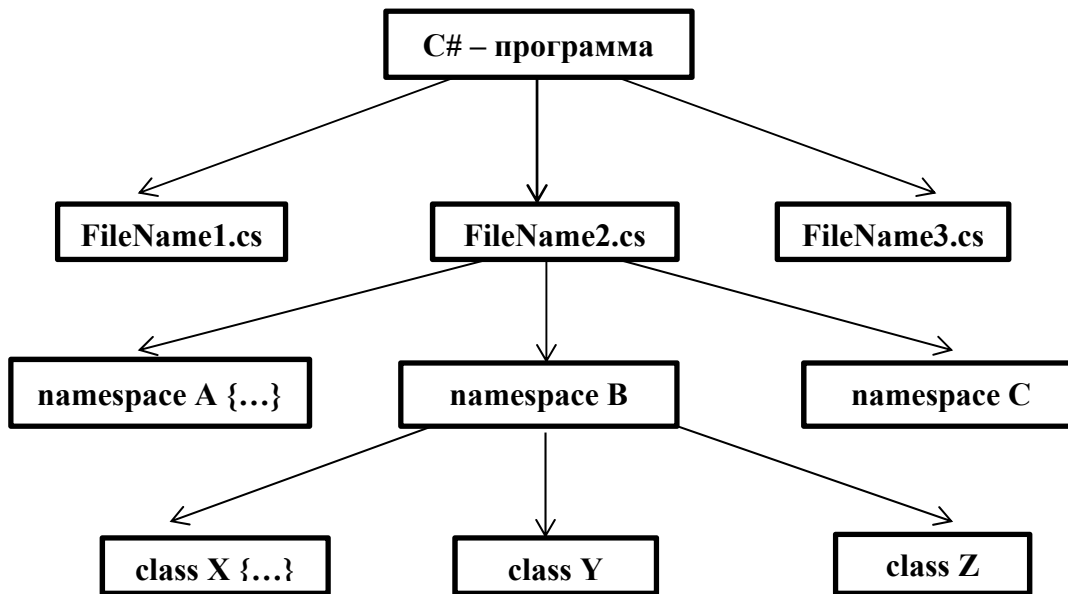 C# – программа
FileName1.cs
FileName2.cs
FileName3.cs
namespace A {…}
namespace B
namespace C
class X {…}
class Y
class Z